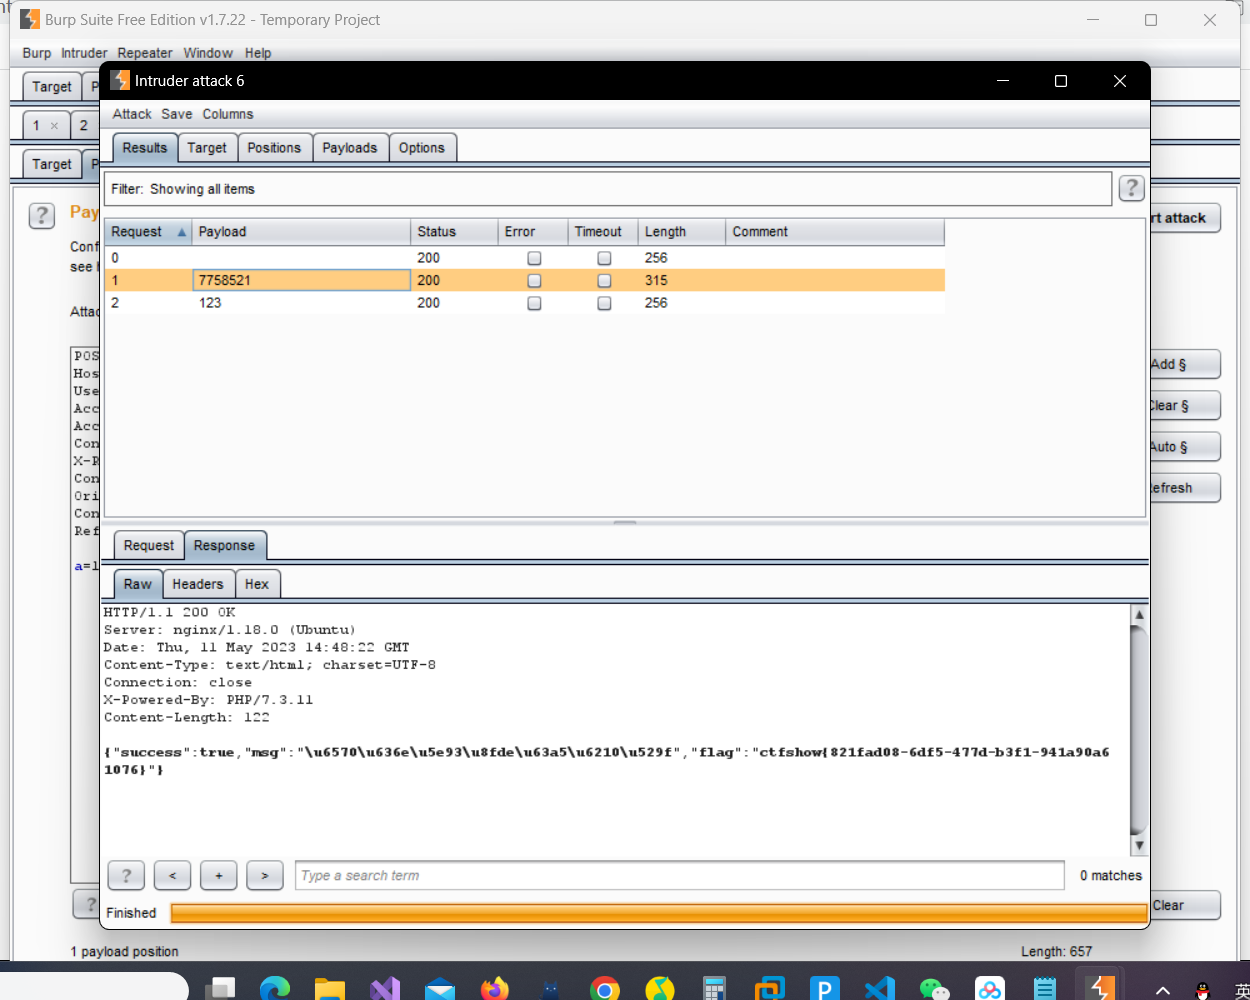 Burp Suite Free Edition v1.7.22 - Temporary Project
Burp Intruder Repeater Window Help
Target P
Intruder attack 6
Attack Save Columns
1 × 2
Results Target Positions Payloads Options
Target P
Filter: Showing all items ?
? Pay rt attack
Request Payload Status Error Timeout Length Comment
Conf
0 200 256
see
1 7758521 200 315
2 123 200 256
Attac
POS
Add §
Hos
Use
Acc
lear §
Acc
Con
Auto §
X-R
Con
efresh
Ori
Con
Ref
Request Response
a=1
Raw Headers Hex
HTTP/1.1 200 OK
Server: nginx/1.18.0 (Ubuntu)
Date: Thu, 11 May 2023 14:48:22 GMT
Content-Type: text/html; charset=UTF-8
Connection: close
X-Powered-By: PHP/7.3.11
Content-Length: 122
{"success":true,"msg":"\u6570\u636e\u5e93\u8fde\u63a5\u6210\u529f","flag":"ctfshow{821fad08-6df5-477d-b3f1-941a90a6
1076}"}
? < + > Type a search term 0 matches
? Clear
Finished
1 payload position Length: 657
P 英